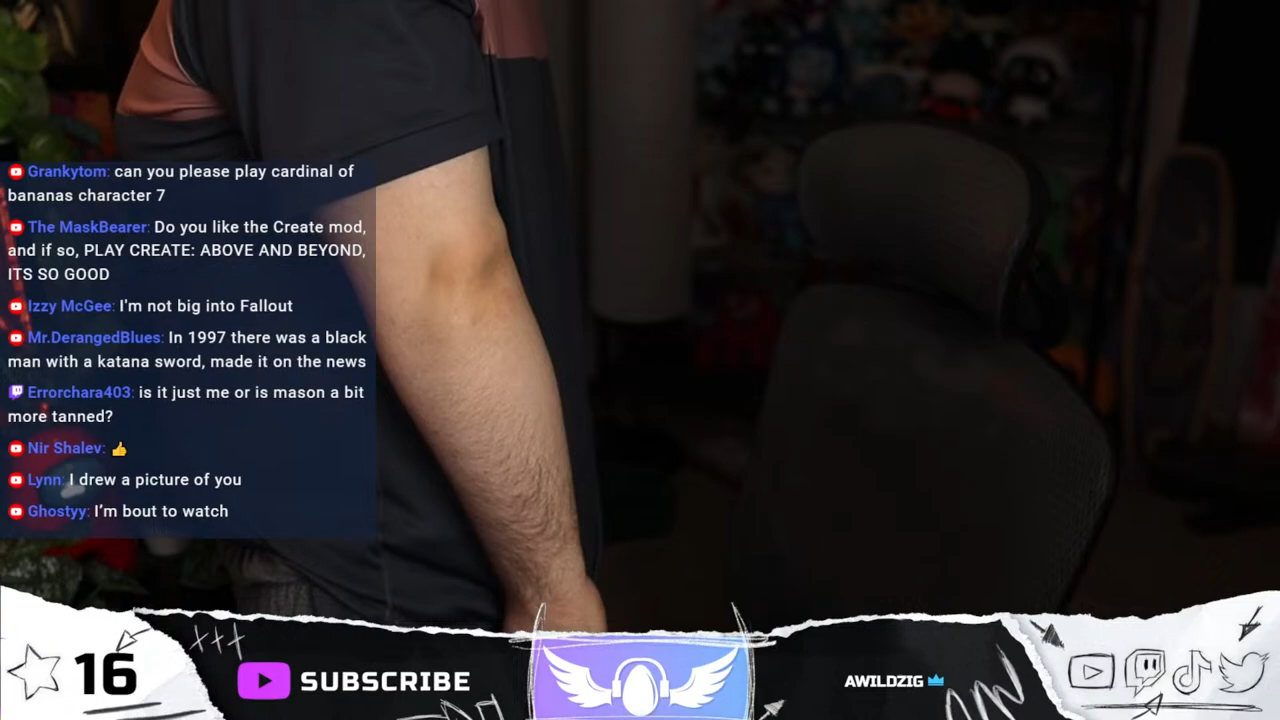 Grankytom: can you please play cardinal of
bananas character 7
The MaskBearer: Do you like the Create mod,
and if so, PLAY CREATE: ABOVE AND BEYOND,
ITS SO GOOD
Izzy McGee: I'm not big into Fallout
Mr.DerangedBlues: In 1997 there was a black
man with a katana sword, made it on the news
Errorchara403: is it just me or is mason a bit
more tanned?
Nir Shalev: 👍
Lynn: I drew a picture of you
Ghostyy: I’m bout to watch
16
SUBSCRIBE
AWILDZIG